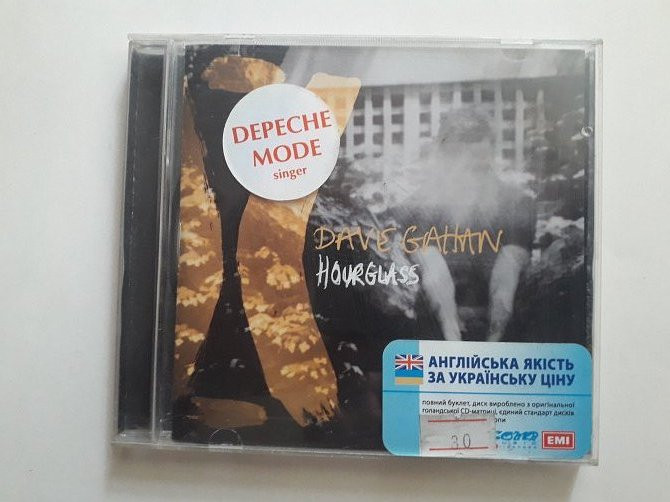 DEPECHE
MODE
singer
DAVE GAHAN
HOURGLASS
АНГЛІЙСЬКА ЯКІСТЬ
ЗА УКРАЇНСЬКУ ЦІНУ
повний буклет, диск вироблено з оригінальної
голандської CD-матриці, єдиний стандарт дисків
30
EMI